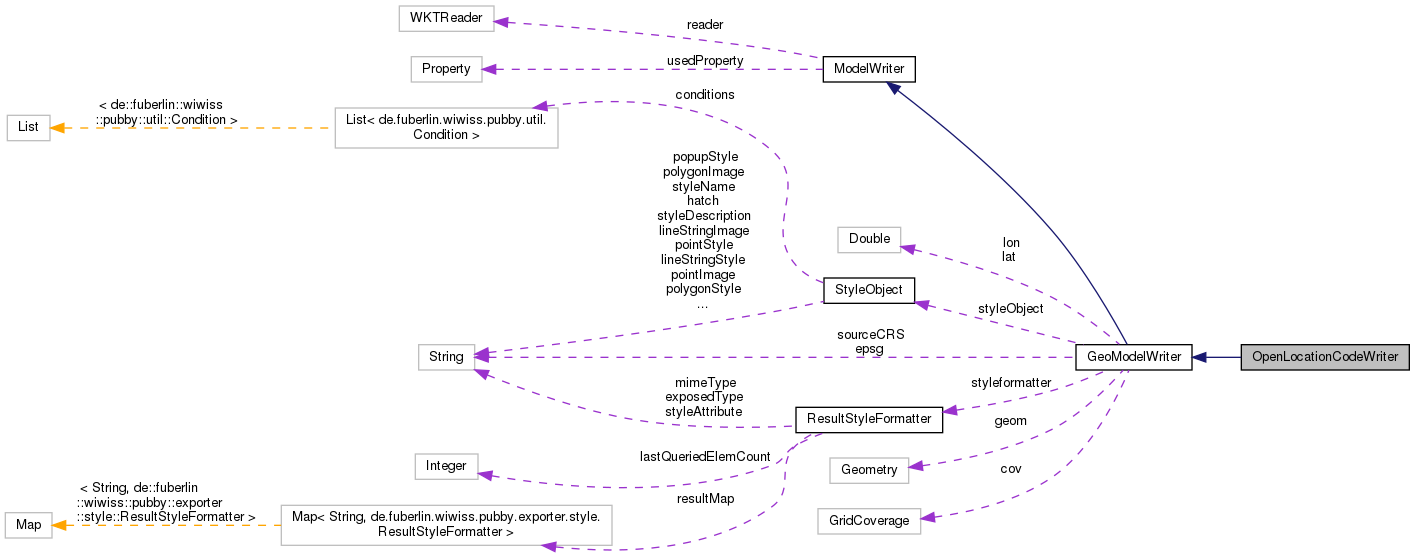 WKTReader
reader
Property
usedProperty
ModelWriter
List
< de::fuberlin::wiwiss
::pubby::util::Condition >
List< de.fuberlin.wiwiss.pubby.util.
Condition >
conditions
popupStyle
polygonImage
styleName
hatch
styleDescription
lineStringImage
pointStyle
lineStringStyle
pointImage
polygonStyle
...
Double
lon
lat
StyleObject
styleObject
String
sourceCRS
epsg
GeoModelWriter
OpenLocationCodeWriter
mimeType
exposedType
styleAttribute
ResultStyleFormatter
styleformatter
Integer
lastQueriedElemCount
Geometry
geom
Map
< String, de::fuberlin
::wiwiss::pubby::exporter
::style::ResultStyleFormatter >
Map< String, de.fuberlin.wiwiss.pubby.exporter.style.
ResultStyleFormatter >
resultMap
GridCoverage
cov